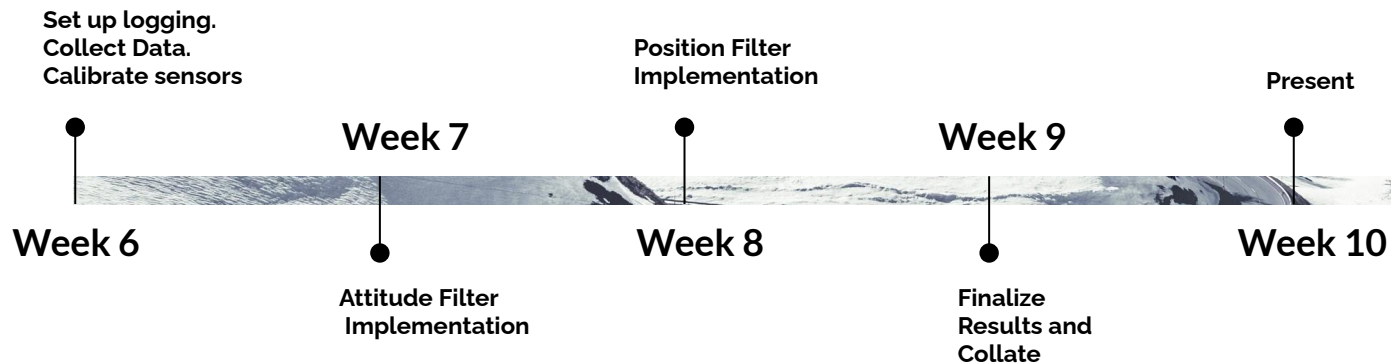 Set up logging.
Collect Data.
Calibrate sensors
Week 6
Week 7
Attitude Filter
Implementation
Position Filter
Implementation
Week 8
Week 9
Finalize
Results and
Collate
Present
Week 10